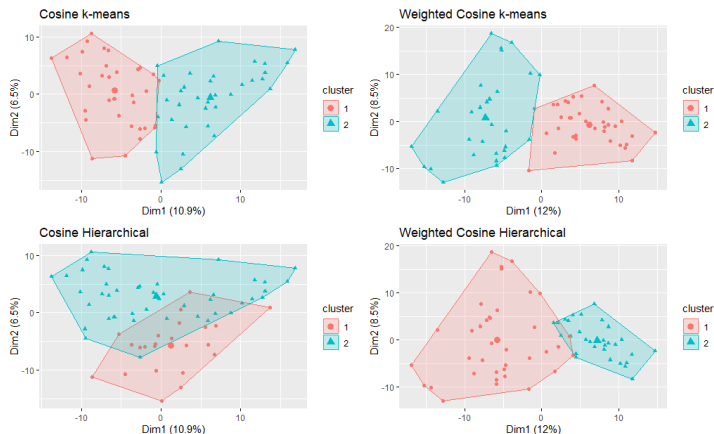 Cosine k-means
Dim2 (6.5%)
10
0
-10
-10
0
10
Dim1 (10.9%)
cluster
1
2
Weighted Cosine k-means
Dim2 (8.5%)
20
10
0
-10
-10
0
10
Dim1 (12%)
cluster
1
2
Cosine Hierarchical
Dim2 (6.5%)
10
0
-10
-10
0
10
Dim1 (10.9%)
cluster
1
2
Weighted Cosine Hierarchical
Dim2 (8.5%)
20
10
0
-10
-10
0
10
Dim1 (12%)
cluster
1
2